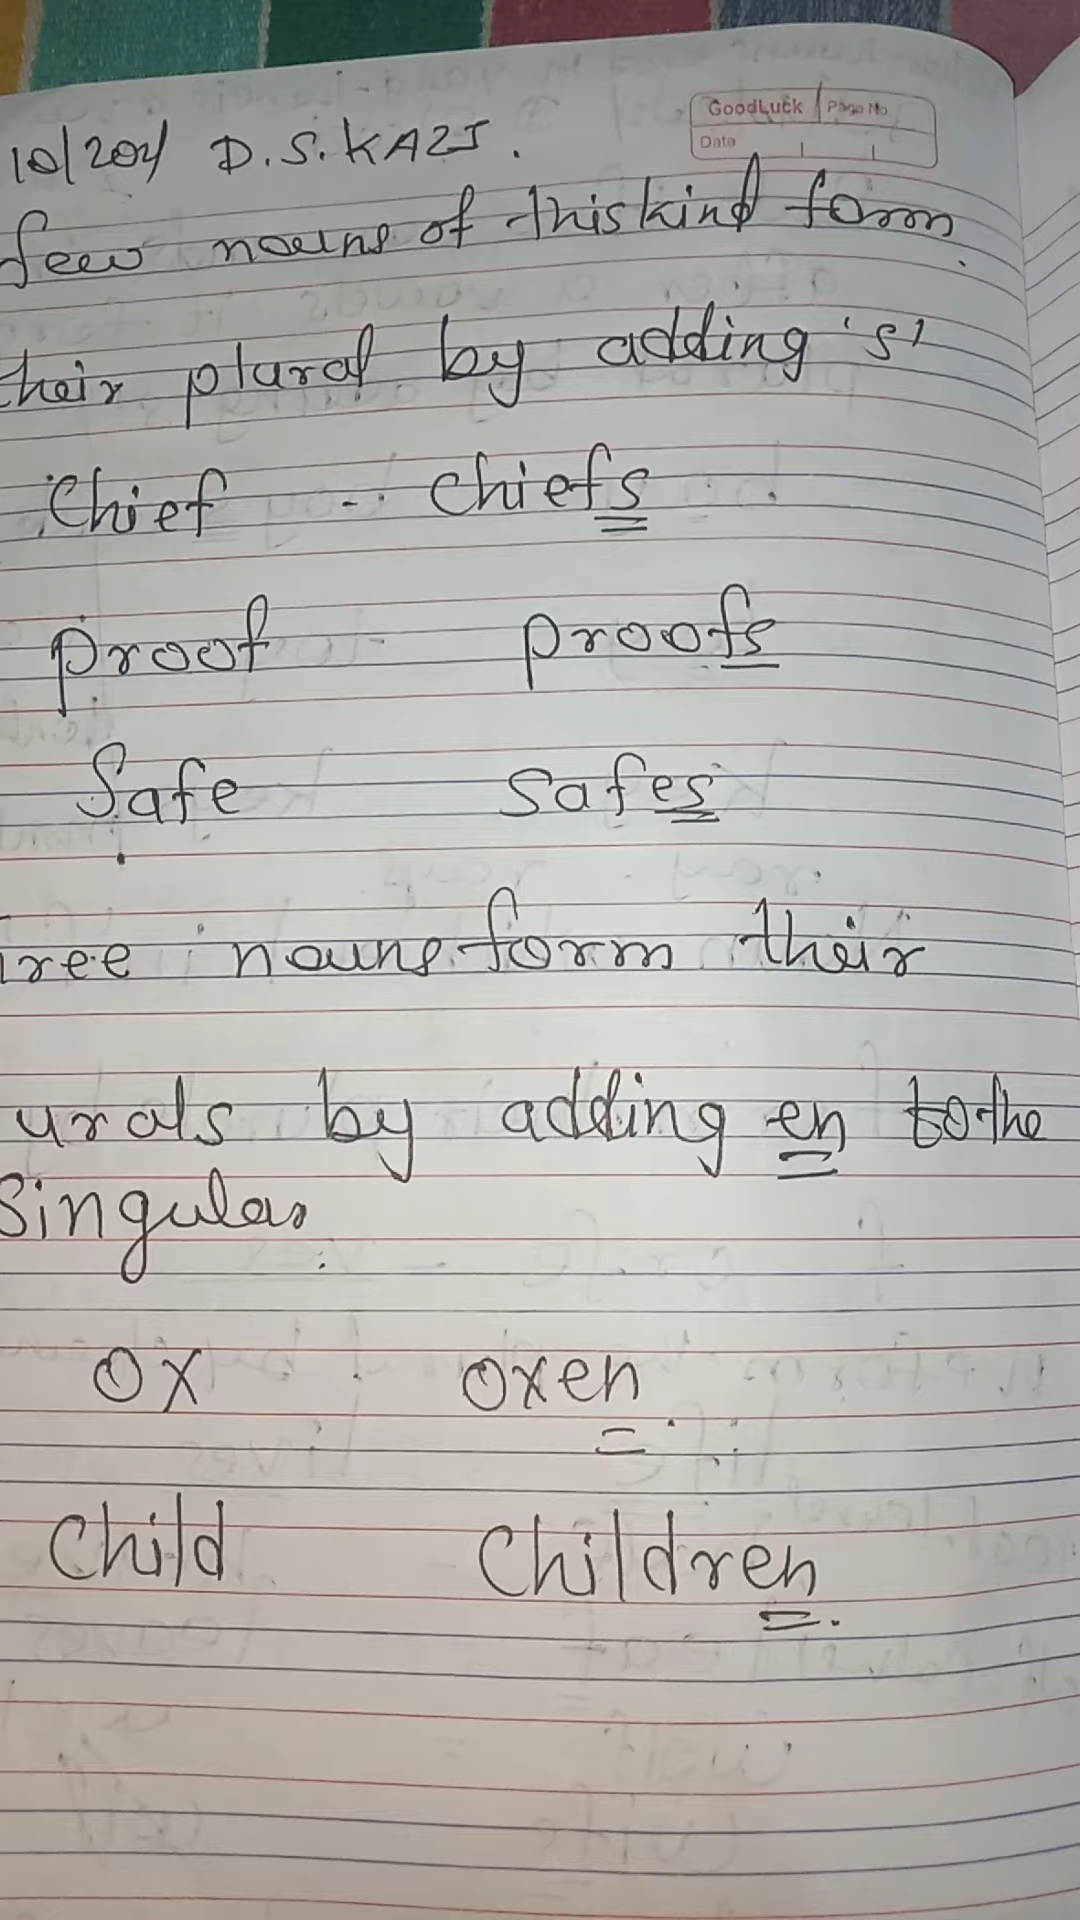 10/204 D.S.KAZI.
GoodLuck Page No.
Date
few nouns of this kind form
their plural by adding 's'
Chief - Chiefs
Proof Proofs
Safe Safes
ree nouns form their
urals by adding en to the
Singular
Ox Oxen
Child Children.